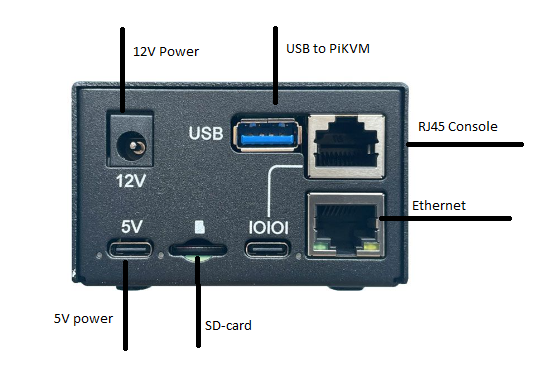 12V Power
USB to PiKVM
USB
RJ45 Console
12V
Ethernet
5V
IOIOI
5V power
SD-card